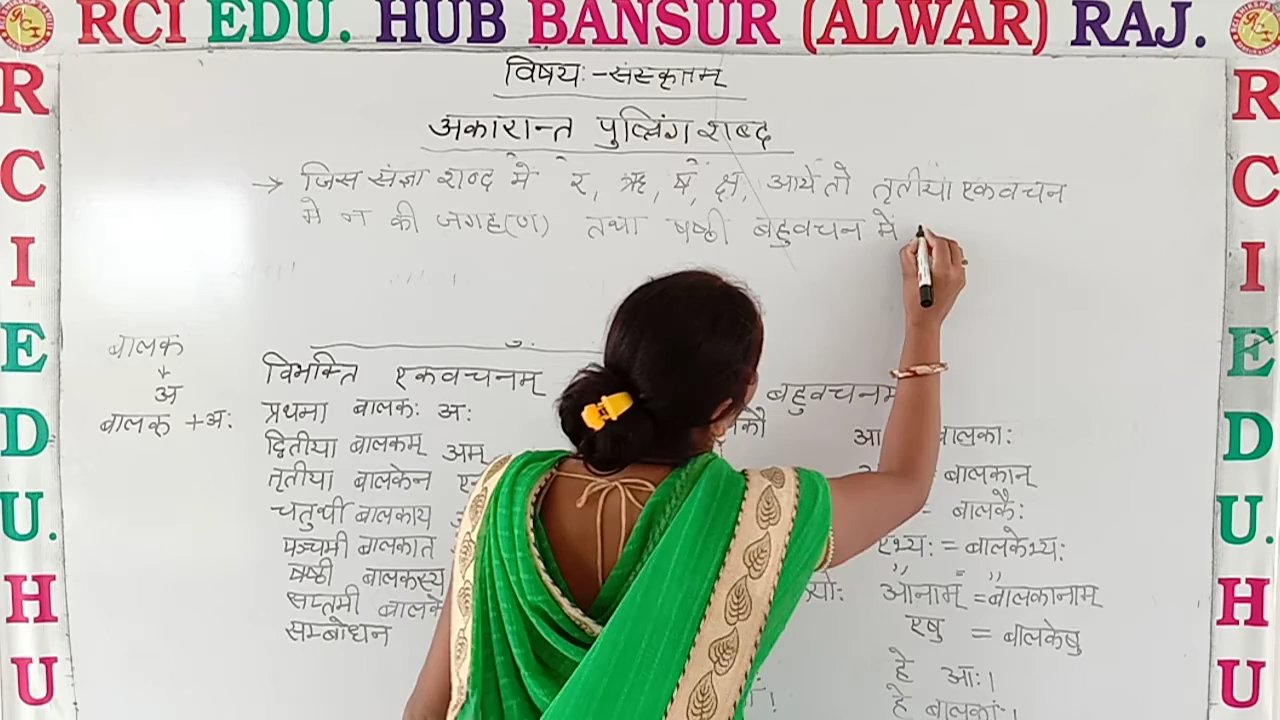 RCI EDU. HUB BANSUR (ALWAR) RAJ.
R
C
I
E
D
U.
H
U
R
C
I
E
D
U.
H
U
विषयः-संस्कृतम्
अकारान्त पुल्लिंग शब्द
→ जिस संज्ञा शब्द में र, ऋ, ष, क्ष, आये तो तृतीया एकवचन
मे न की जगह(ण) तथा षष्ठी बहुवचन में
बालक
अ
बालक् +अः
विभक्ति एकवचनम् बहुवचनम
प्रथमा बालकः अः बालकाः
द्वितीया बालकम् अम् बालकान्
तृतीया बालकेन = बालकैः
चतुर्थी बालकाय एभ्यः = बालकेभ्यः
पञ्चमी बालकात " "
षष्ठी बालकस्य आनाम् = बालकानाम्
सप्तमी बालके एषु = बालकेषु
सम्बोधन हे आः।
हे बालकाः।